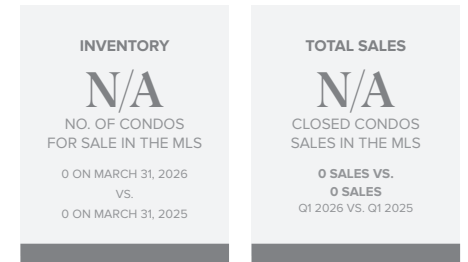 INVENTORY
N/A
NO. OF CONDOS
FOR SALE IN THE MLS
0 ON MARCH 31, 2026
VS.
0 ON MARCH 31, 2025
TOTAL SALES
N/A
CLOSED CONDOS
SALES IN THE MLS
0 SALES VS.
0 SALES
Q1 2026 VS. Q1 2025